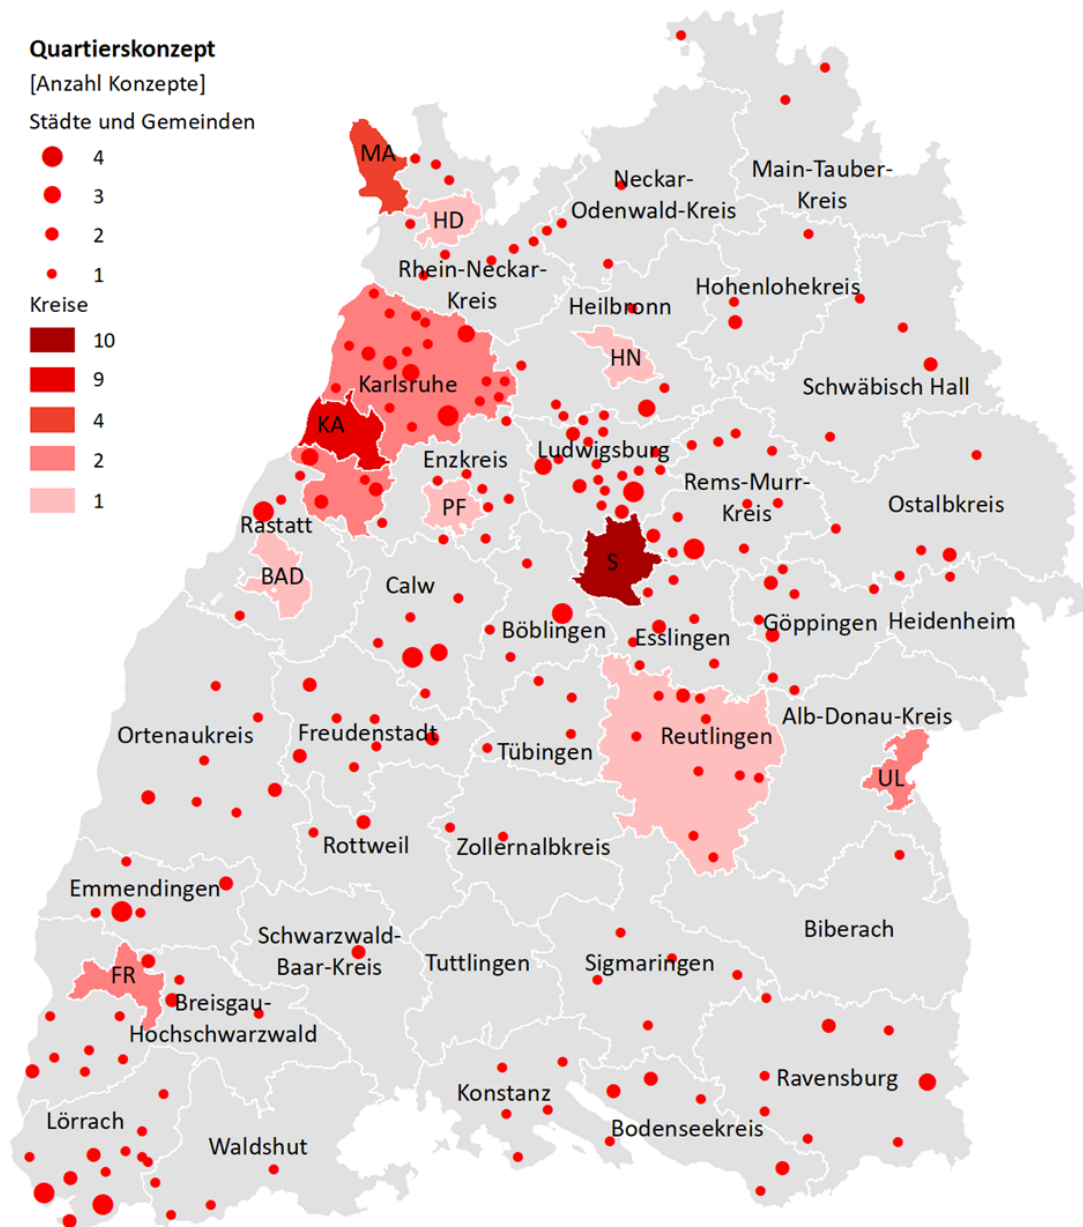 Quartierskonzept
[Anzahl Konzepte]
Städte und Gemeinden
4
3
2
1
Kreise
10
9
4
2
1
MA
HD
Neckar-
Odenwald-Kreis
Main-Tauber-
Kreis
Rhein-Neckar-
Kreis
Heilbronn
Hohenlohekreis
HN
Karlsruhe
Schwäbisch Hall
KA
Enzkreis
Ludwigsburg
Rems-Murr-
Kreis
Ostalbkreis
PF
Rastatt
S
BAD
Calw
Böblingen
Esslingen
Göppingen
Heidenheim
Ortenaukreis
Freudenstadt
Tübingen
Reutlingen
Alb-Donau-Kreis
UL
Rottweil
Zollernalbkreis
Emmendingen
Schwarzwald-
Baar-Kreis
Tuttlingen
Sigmaringen
Biberach
FR
Breisgau-
Hochschwarzwald
Konstanz
Ravensburg
Bodenseekreis
Lörrach
Waldshut